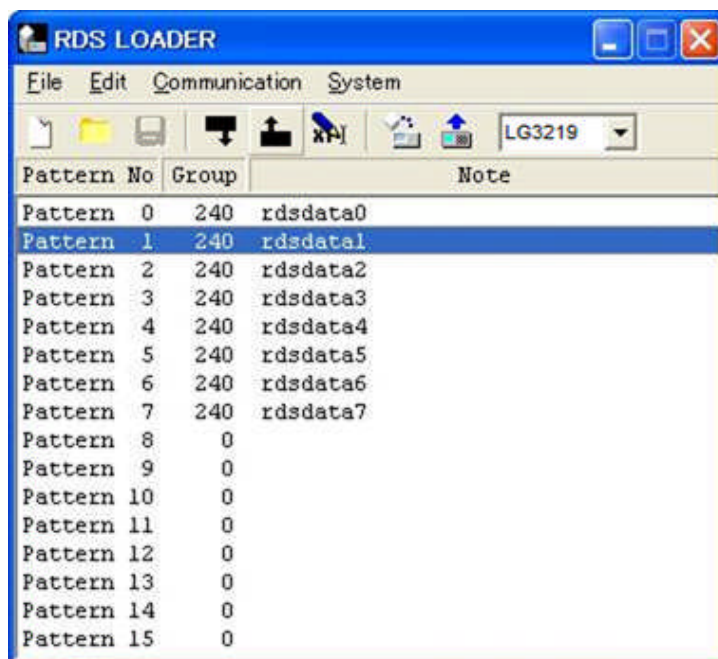 RDS LOADER
File Edit Communication System
LG3219
Pattern No Group Note
Pattern 0 240 rdsdata0
Pattern 1 240 rdsdata1
Pattern 2 240 rdsdata2
Pattern 3 240 rdsdata3
Pattern 4 240 rdsdata4
Pattern 5 240 rdsdata5
Pattern 6 240 rdsdata6
Pattern 7 240 rdsdata7
Pattern 8 0
Pattern 9 0
Pattern 10 0
Pattern 11 0
Pattern 12 0
Pattern 13 0
Pattern 14 0
Pattern 15 0